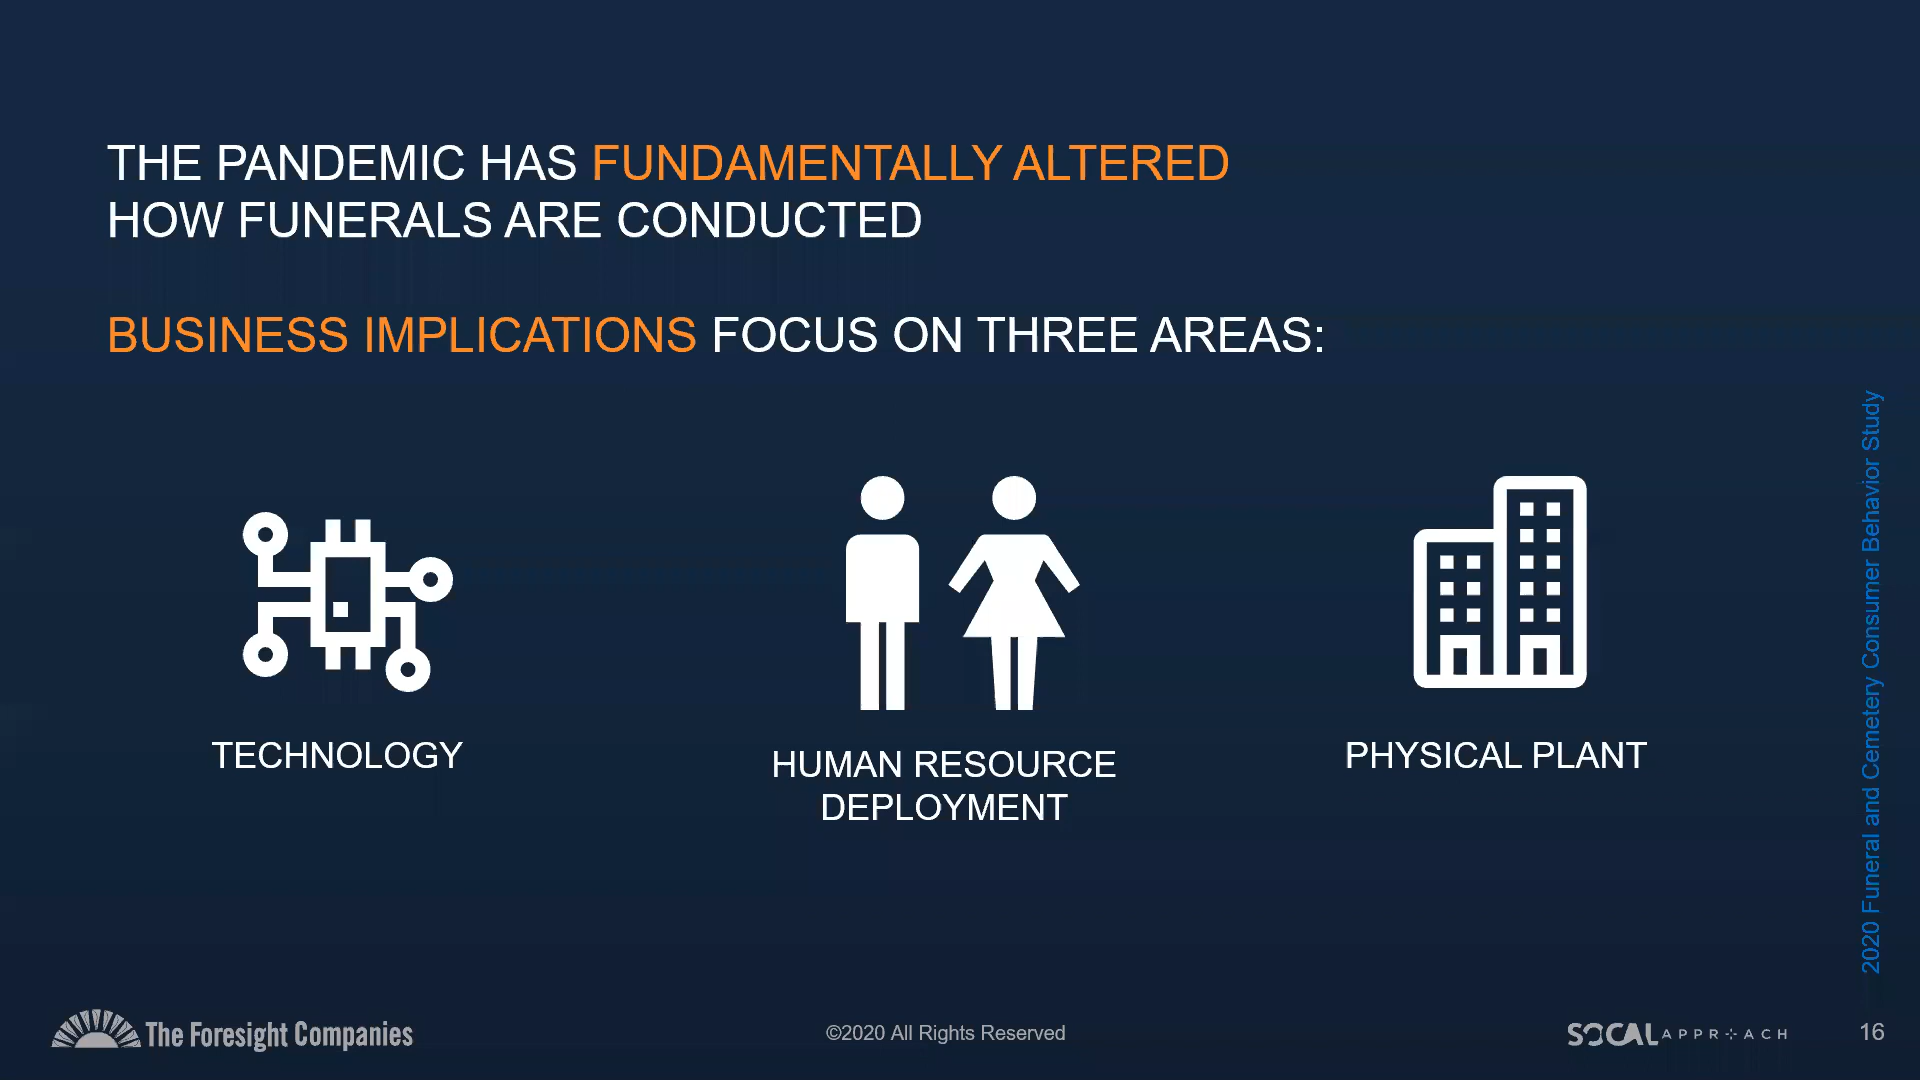 THE PANDEMIC HAS FUNDAMENTALLY ALTERED
HOW FUNERALS ARE CONDUCTED
BUSINESS IMPLICATIONS FOCUS ON THREE AREAS:
TECHNOLOGY
HUMAN RESOURCE
DEPLOYMENT
PHYSICAL PLANT
2020 Funeral and Cemetery Consumer Behavior Study
The Foresight Companies
©2020 All Rights Reserved
SOCAL APPROACH
16